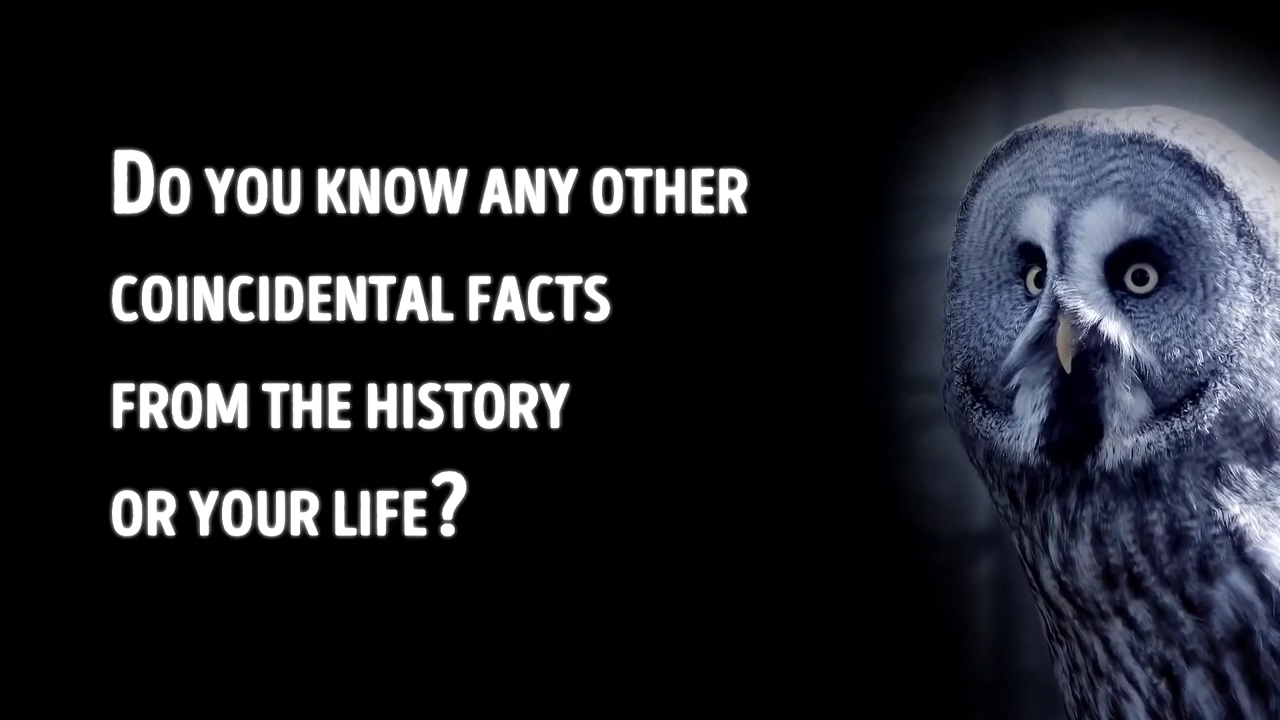 Do you know any other
coincidental facts
from the history
or your life?